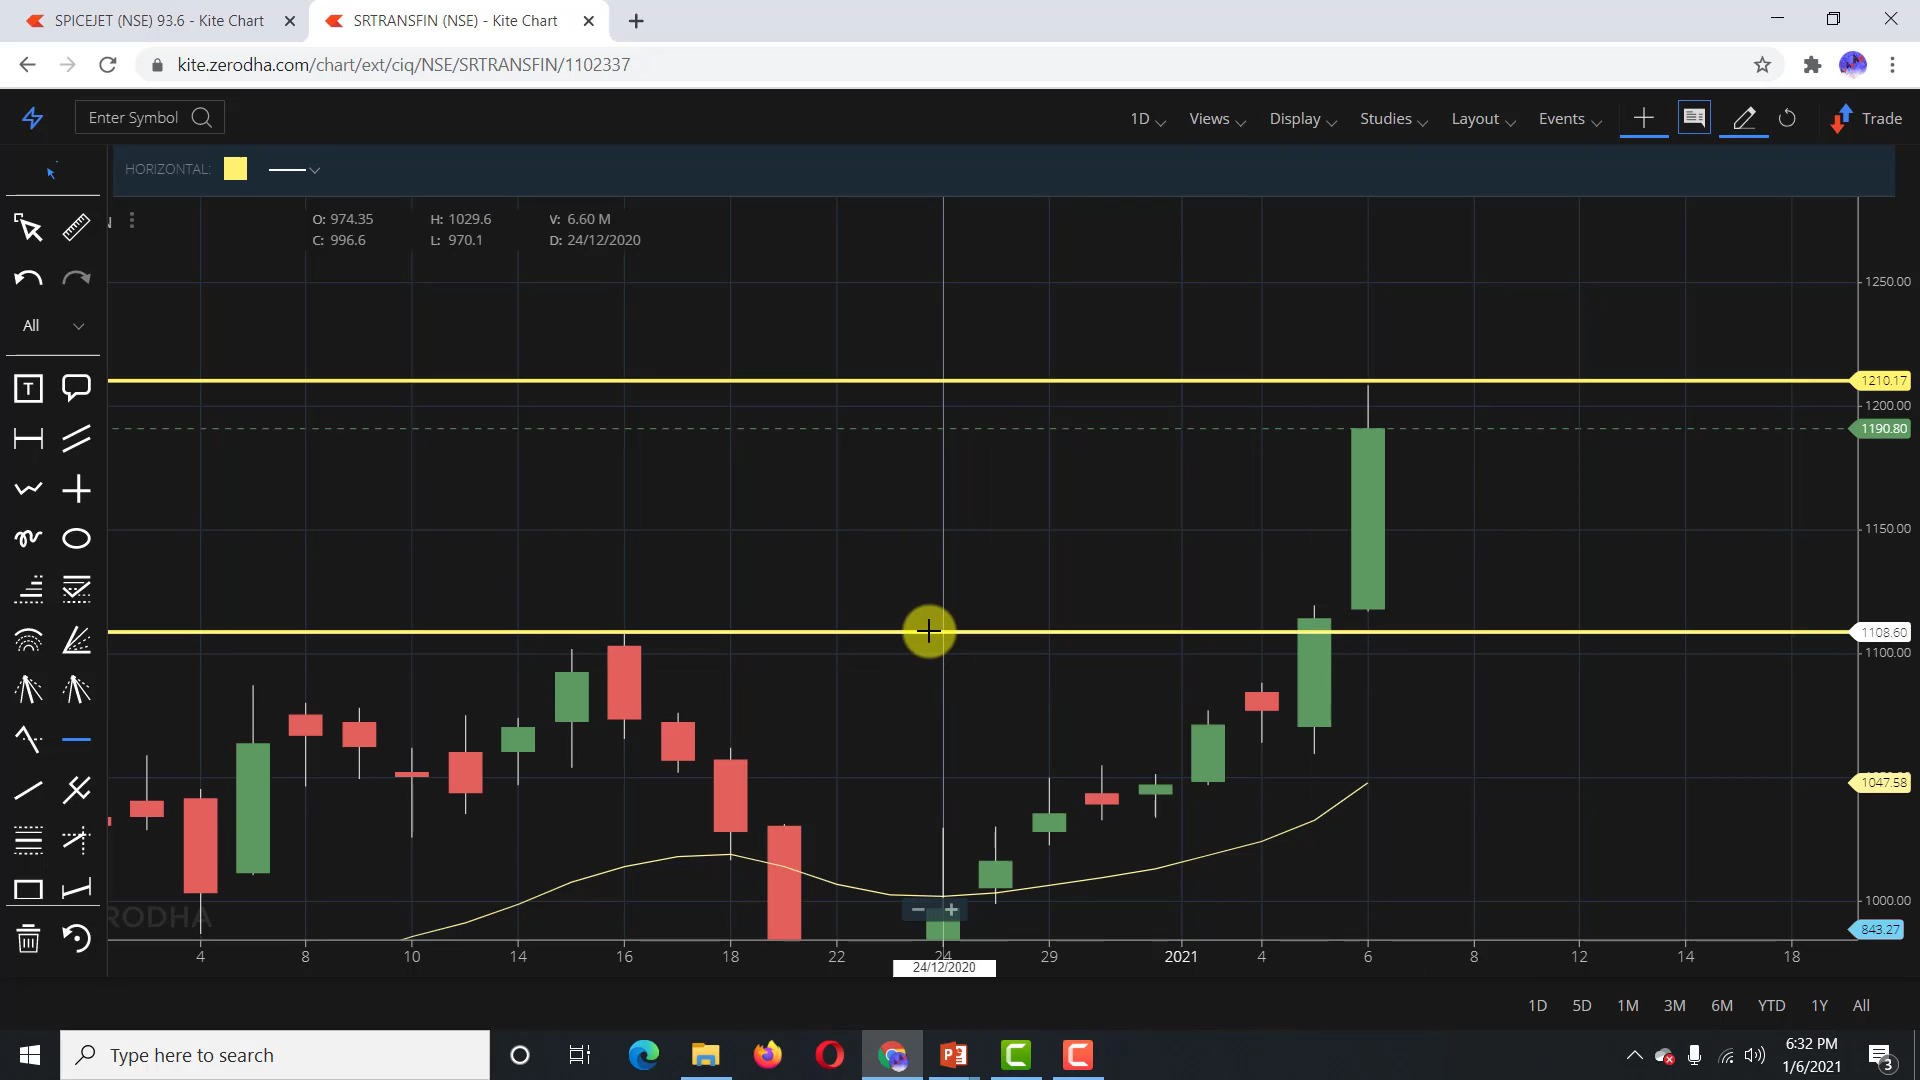 SPICEJET (NSE) 93.6 - Kite Chart
SRTRANSFIN (NSE) - Kite Chart
kite.zerodha.com/chart/ext/ciq/NSE/SRTRANSFIN/1102337
Enter Symbol
1D Views Display Studies Layout Events Trade
HORIZONTAL:
N O: 974.35 H: 1029.6 V: 6.60 M
C: 996.6 L: 970.1 D: 24/12/2020
All
T
1250.00
1210.17
1200.00
1190.80
1150.00
1108.60
1100.00
1047.58
1000.00
843.27
RODHA
4 8 10 14 16 18 22 24 29 2021 4 6 8 12 14 18
24/12/2020
1D 5D 1M 3M 6M YTD 1Y All
Type here to search
6:32 PM
1/6/2021
3